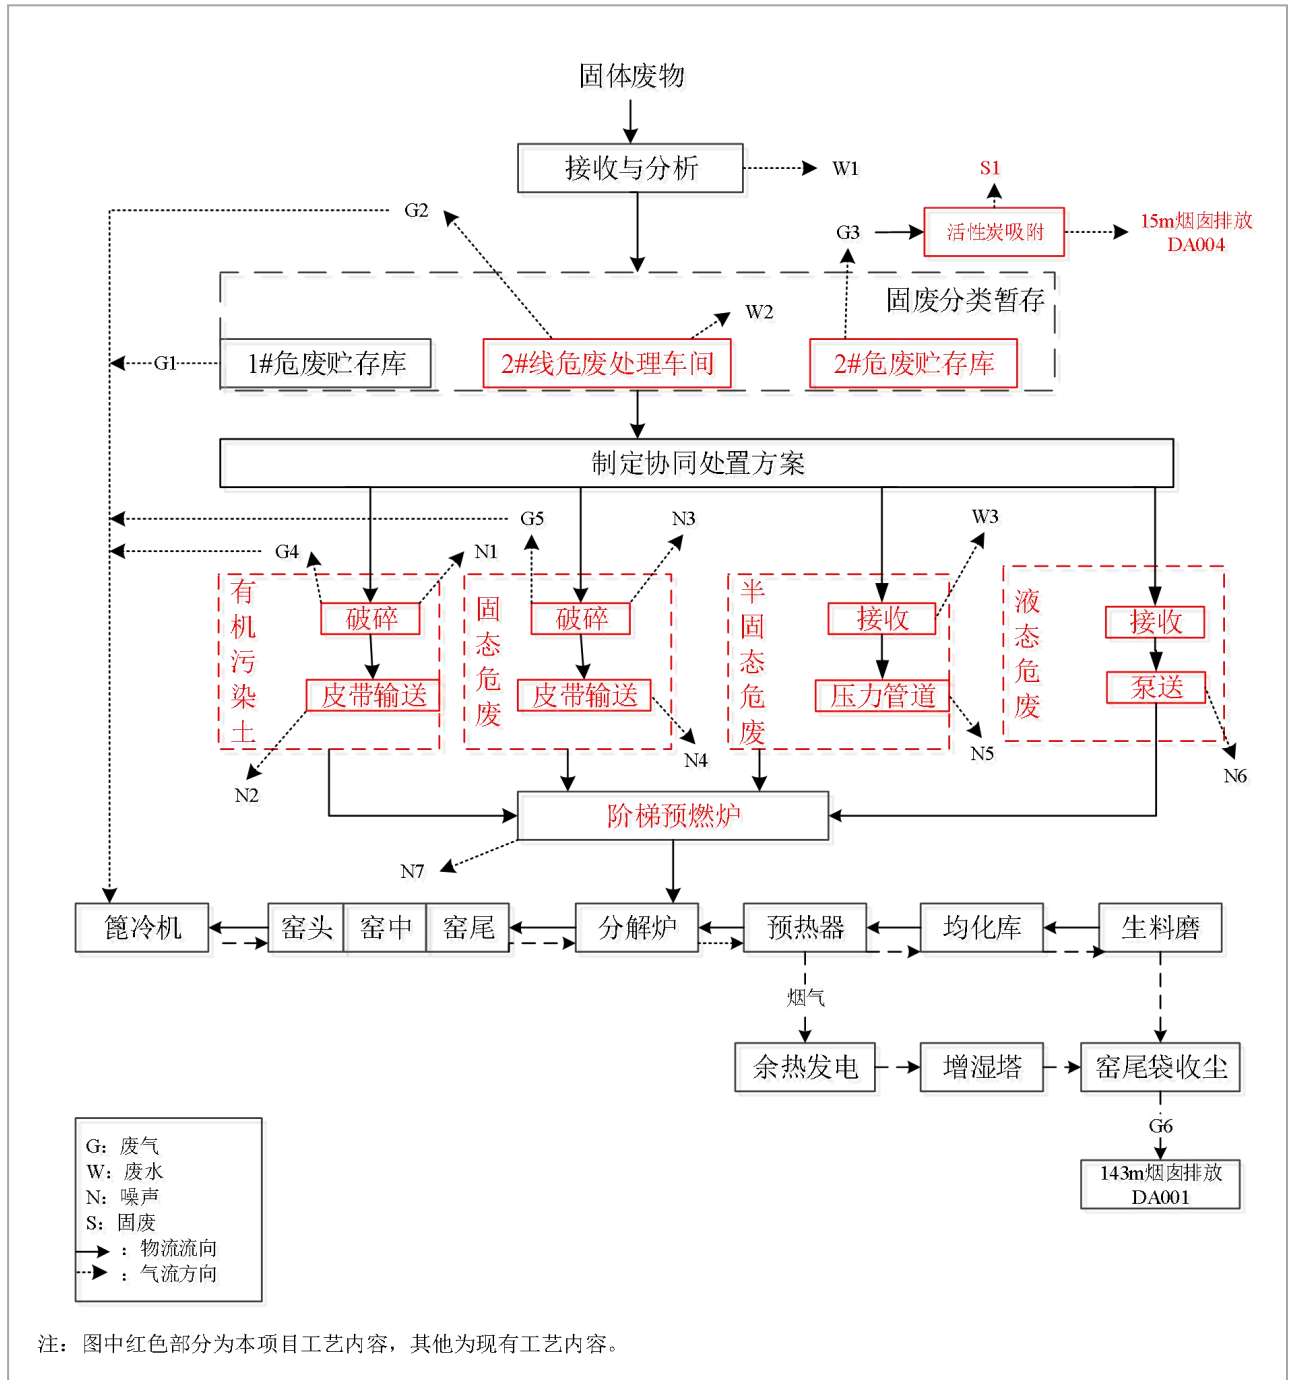 固体废物
接收与分析
W1
S1
G2
G3
活性炭吸附
15m烟囱排放
DA004
固废分类暂存
W2
G1
1#危废贮存库
2#线危废处理车间
2#危废贮存库
制定协同处置方案
G5
N3
W3
G4
N1
有机污染土
破碎
皮带输送
固态危废
破碎
皮带输送
半固态危废
接收
压力管道
液态危废
接收
泵送
N2
N4
N5
N6
阶梯预燃炉
N7
篦冷机
窑头
窑中
窑尾
分解炉
预热器
均化库
生料磨
烟气
余热发电
增湿塔
窑尾袋收尘
G6
143m烟囱排放
DA001
G：废气
W：废水
N：噪声
S：固废
：物流流向
：气流方向
注：图中红色部分为本项目工艺内容，其他为现有工艺内容。